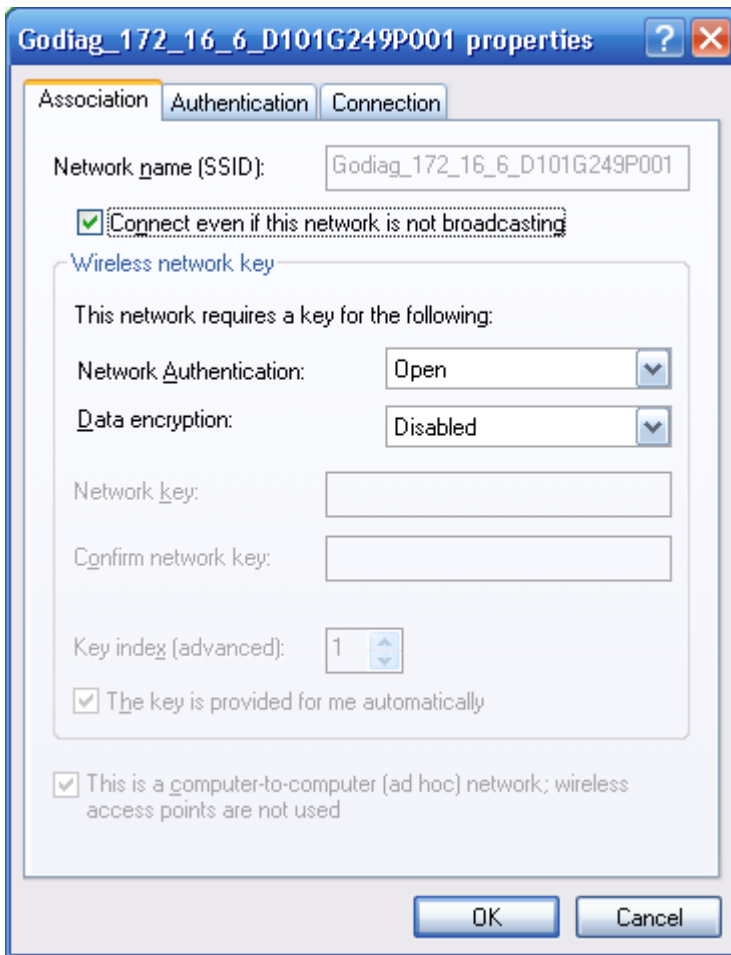 Godiag_172_16_6_D101G249P001 properties
Association Authentication Connection
Network name (SSID): Godiag_172_16_6_D101G249P001
Connect even if this network is not broadcasting
Wireless network key
This network requires a key for the following:
Network Authentication: Open
Data encryption: Disabled
Network key:
Confirm network key:
Key index (advanced): 1
The key is provided for me automatically
This is a computer-to-computer (ad hoc) network; wireless
access points are not used
OK Cancel